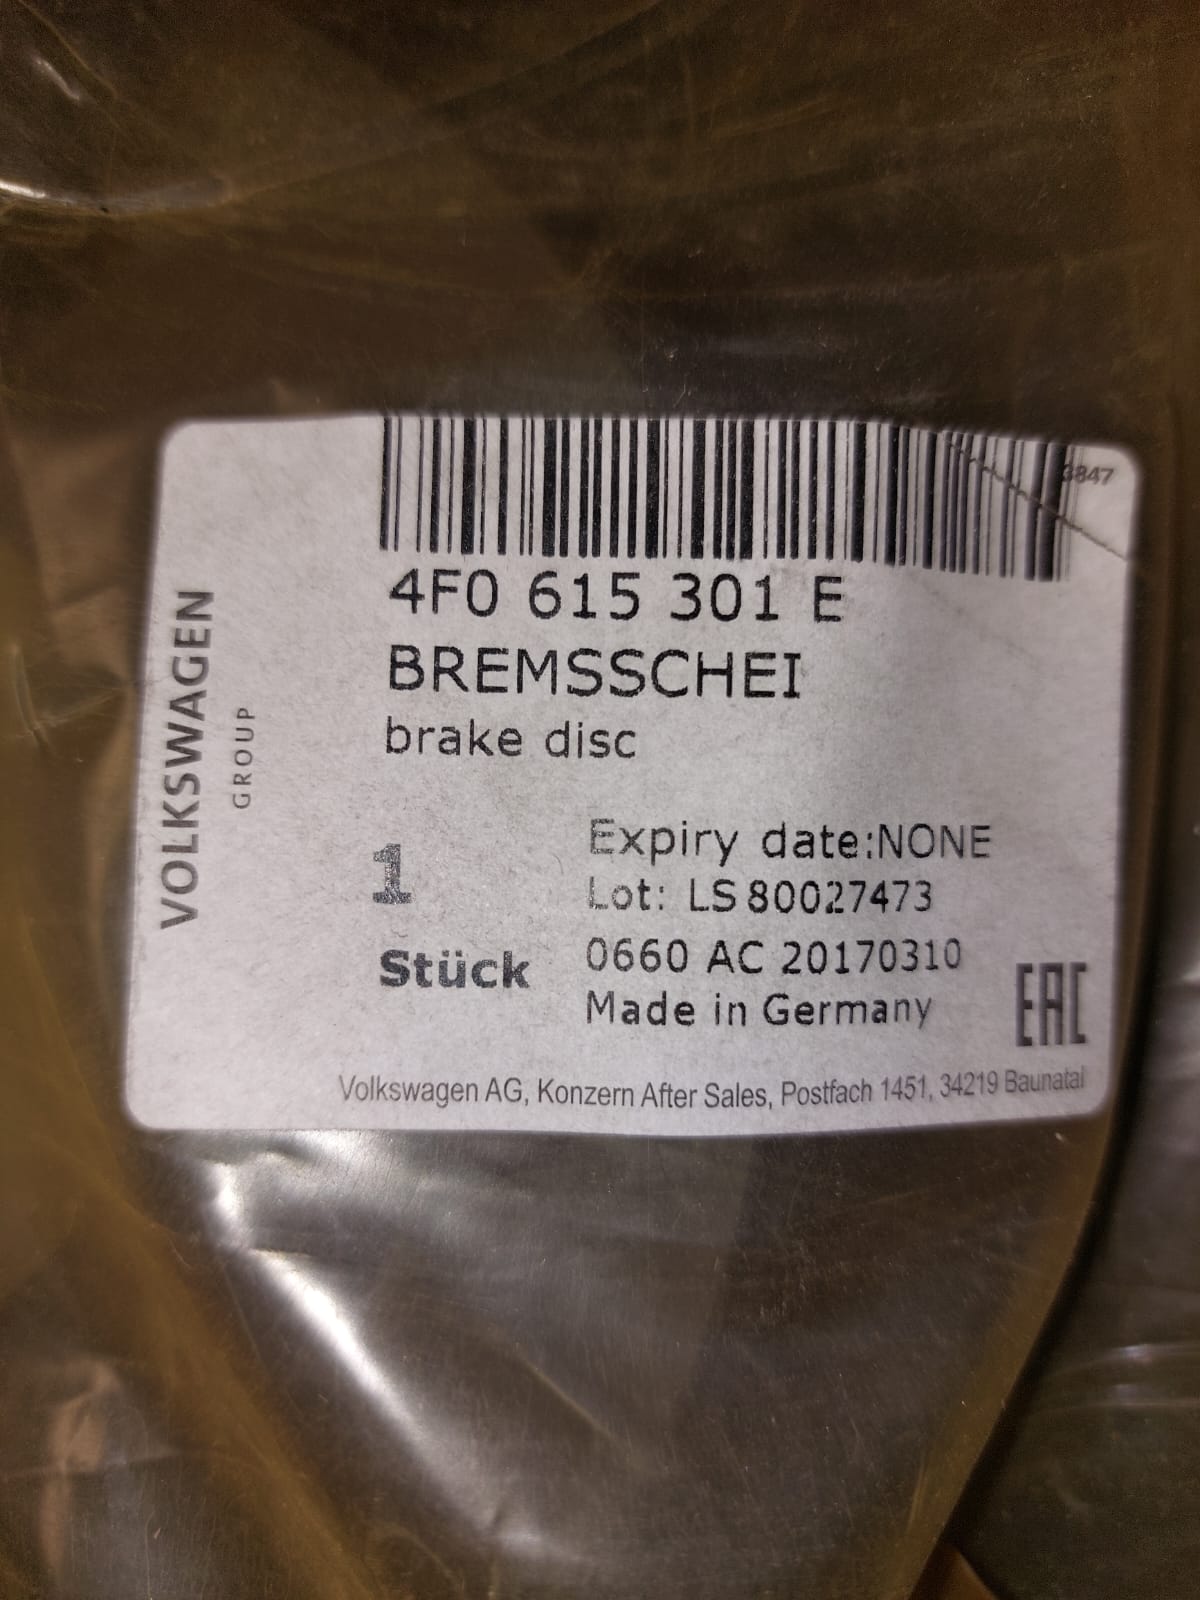 3847
4F0 615 301 E
BREMSSCHEI
brake disc
VOLKSWAGEN
GROUP
1
Stück
Expiry date:NONE
Lot: LS 80027473
0660 AC 20170310
Made in Germany
EAC
Volkswagen AG, Konzern After Sales, Postfach 1451, 34219 Baunatal